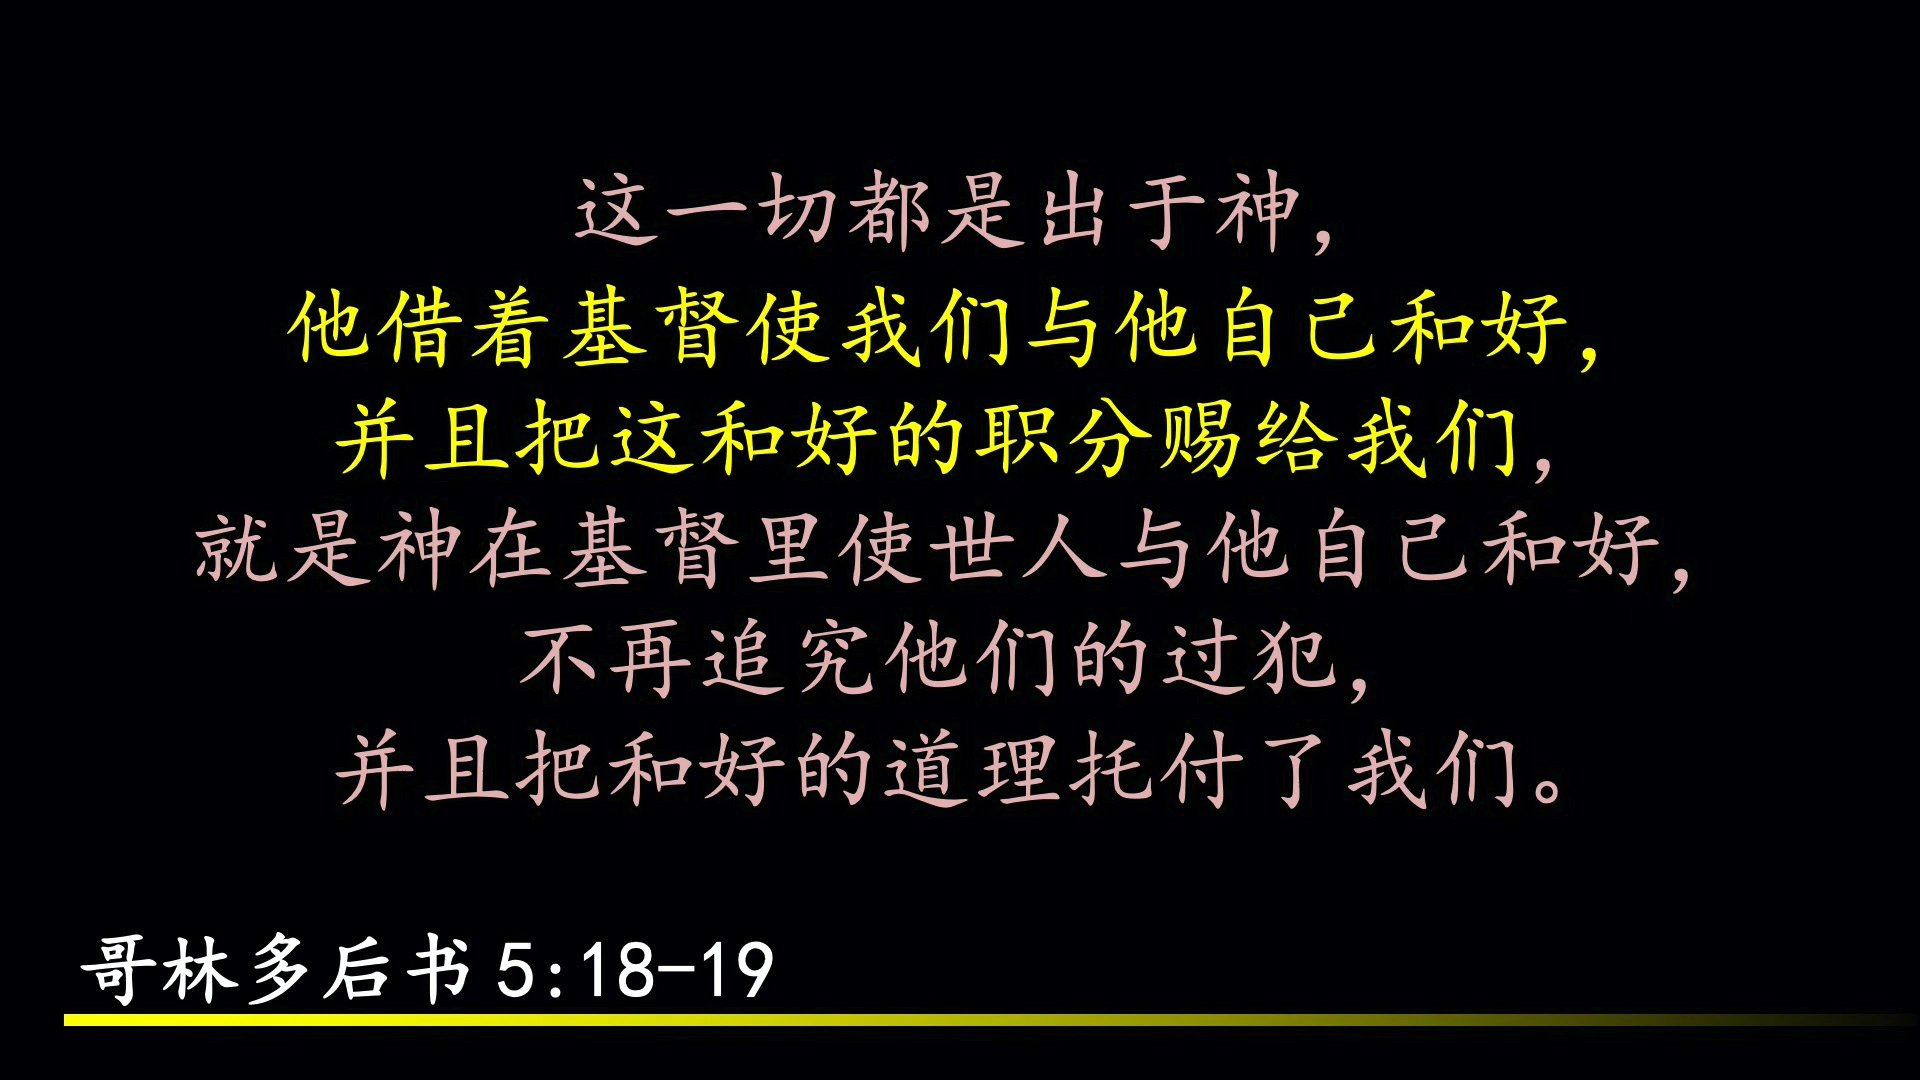 这一切都是出于神，
他借着基督使我们与他自己和好，
并且把这和好的职分赐给我们，
就是神在基督里使世人与他自己和好，
不再追究他们的过犯，
并且把和好的道理托付了我们。
哥林多后书 5:18-19